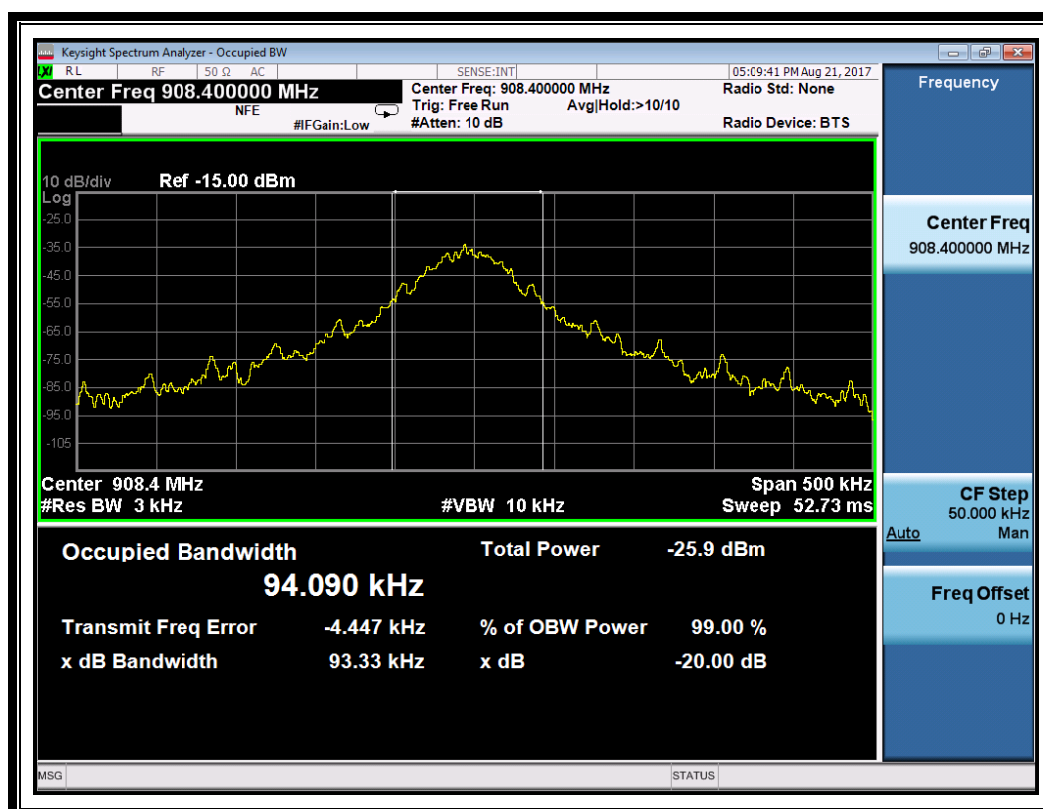 Keysight Spectrum Analyzer - Occupied BW
LXI RL RF 50 Ω AC SENSE:INT 05:09:41 PM Aug 21, 2017
Center Freq 908.400000 MHz
NFE
#IFGain:Low
Center Freq: 908.400000 MHz
Trig: Free Run Avg|Hold:>10/10
#Atten: 10 dB
Radio Std: None
Radio Device: BTS
10 dB/div Ref -15.00 dBm
Log
-25.0
-35.0
-45.0
-55.0
-65.0
-75.0
-85.0
-95.0
-105
Center 908.4 MHz Span 500 kHz
#Res BW 3 kHz #VBW 10 kHz Sweep 52.73 ms
Occupied Bandwidth Total Power -25.9 dBm
94.090 kHz
Transmit Freq Error -4.447 kHz % of OBW Power 99.00 %
x dB Bandwidth 93.33 kHz x dB -20.00 dB
Frequency
Center Freq
908.400000 MHz
CF Step
50.000 kHz
Auto Man
Freq Offset
0 Hz
MSG STATUS